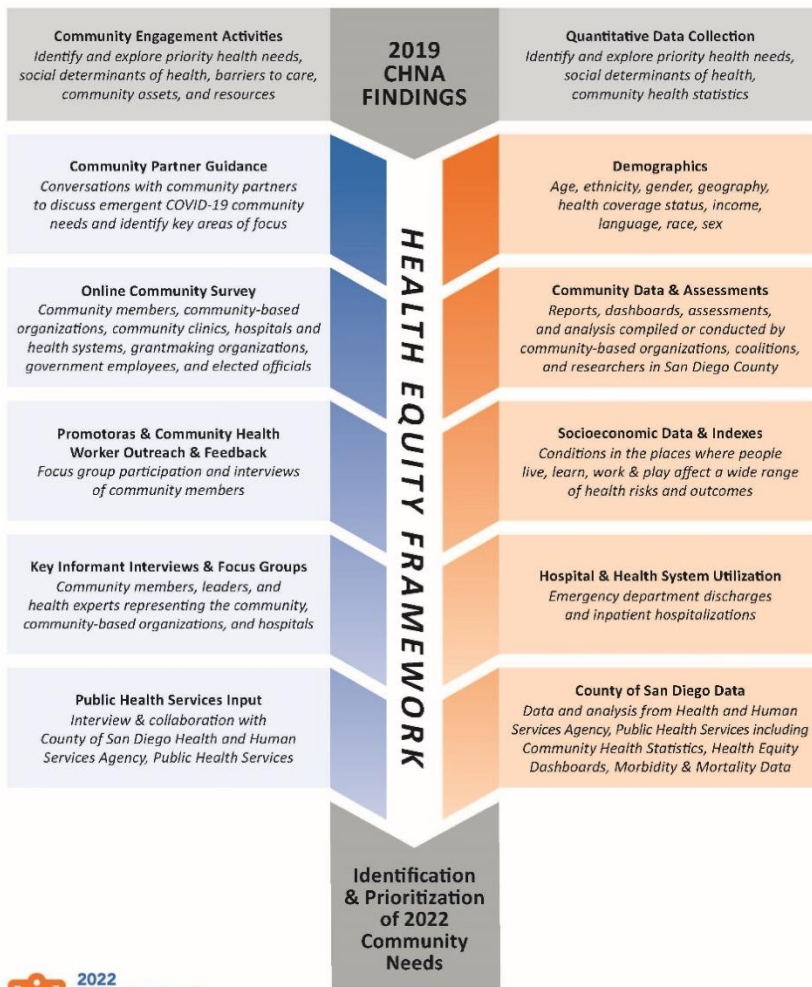 Community Engagement Activities
Identify and explore priority health needs,
social determinants of health, barriers to care,
community assets, and resources
2019
CHNA
FINDINGS
Quantitative Data Collection
Identify and explore priority health needs,
social determinants of health,
community health statistics
HEALTH EQUITY FRAMEWORK
Community Partner Guidance
Conversations with community partners
to discuss emergent COVID-19 community
needs and identify key areas of focus
Demographics
Age, ethnicity, gender, geography,
health coverage status, income,
language, race, sex
Online Community Survey
Community members, community-based
organizations, community clinics, hospitals and
health systems, grantmaking organizations,
government employees, and elected officials
Community Data & Assessments
Reports, dashboards, assessments,
and analysis compiled or conducted by
community-based organizations, coalitions,
and researchers in San Diego County
Promotoras & Community Health
Worker Outreach & Feedback
Focus group participation and interviews
of community members
Socioeconomic Data & Indexes
Conditions in the places where people
live, learn, work & play affect a wide range
of health risks and outcomes
Key Informant Interviews & Focus Groups
Community members, leaders, and
health experts representing the community,
community-based organizations, and hospitals
Hospital & Health System Utilization
Emergency department discharges
and inpatient hospitalizations
Public Health Services Input
Interview & collaboration with
County of San Diego Health and Human
Services Agency, Public Health Services
County of San Diego Data
Data and analysis from Health and Human
Services Agency, Public Health Services including
Community Health Statistics, Health Equity
Dashboards, Morbidity & Mortality Data
Identification
& Prioritization
of 2022
Community
Needs
2022